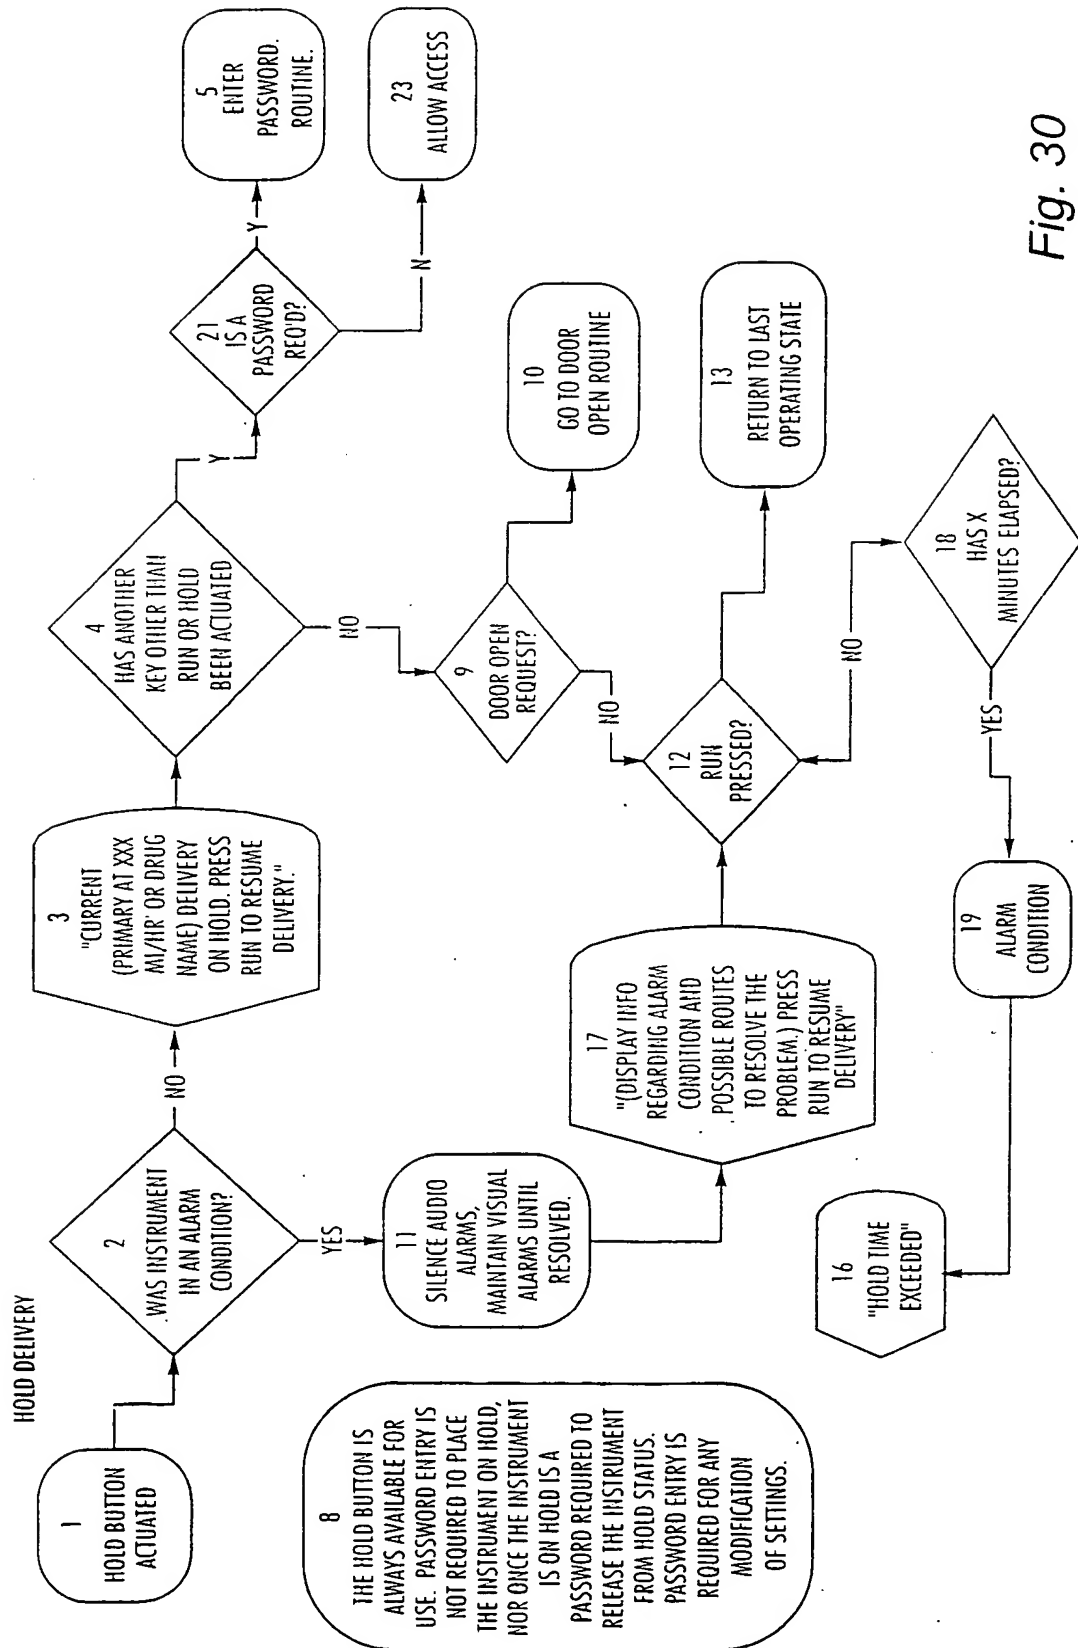 HOLD DELIVERY
1
HOLD BUTTON
ACTUATED
2
WAS INSTRUMENT
IN AN ALARM
CONDITION?
NO
YES
3
"CURRENT
(PRIMARY AT XXX
Ml/HR' OR DRUG
NAME) DELIVERY
ON HOLD. PRESS
RUN TO RESUME
DELIVERY."
4
HAS ANOTHER
KEY OTHER THAN
RUN OR HOLD
BEEN ACTUATED
Y
NO
21
IS A
PASSWORD
REQ'D?
Y
N
5
ENTER
PASSWORD.
ROUTINE.
23
ALLOW ACCESS
9
DOOR OPEN
REQUEST?
NO
10
GO TO DOOR
OPEN ROUTINE
11
SILENCE AUDIO
ALARMS,
MAINTAIN VISUAL
ALARMS UNTIL
RESOLVED.
17
"(DISPLAY INFO
REGARDING ALARM
CONDITION AND
POSSIBLE ROUTES
TO RESOLVE THE
PROBLEM.) PRESS
RUN TO RESUME
DELIVERY"
12
RUN
PRESSED?
NO
13
RETURN TO LAST
OPERATING STATE
18
HAS X
MINUTES ELAPSED?
YES
19
ALARM
CONDITION
16
"HOLD TIME
EXCEEDED"
8
THE HOLD BUTTON IS
ALWAYS AVAILABLE FOR
USE. PASSWORD ENTRY IS
NOT REQUIRED TO PLACE
THE INSTRUMENT ON HOLD,
NOR ONCE THE INSTRUMENT
IS ON HOLD IS A
PASSWORD REQUIRED TO
RELEASE THE INSTRUMENT
FROM HOLD STATUS.
PASSWORD ENTRY IS
REQUIRED FOR ANY
MODIFICATION
OF SETTINGS.
Fig. 30